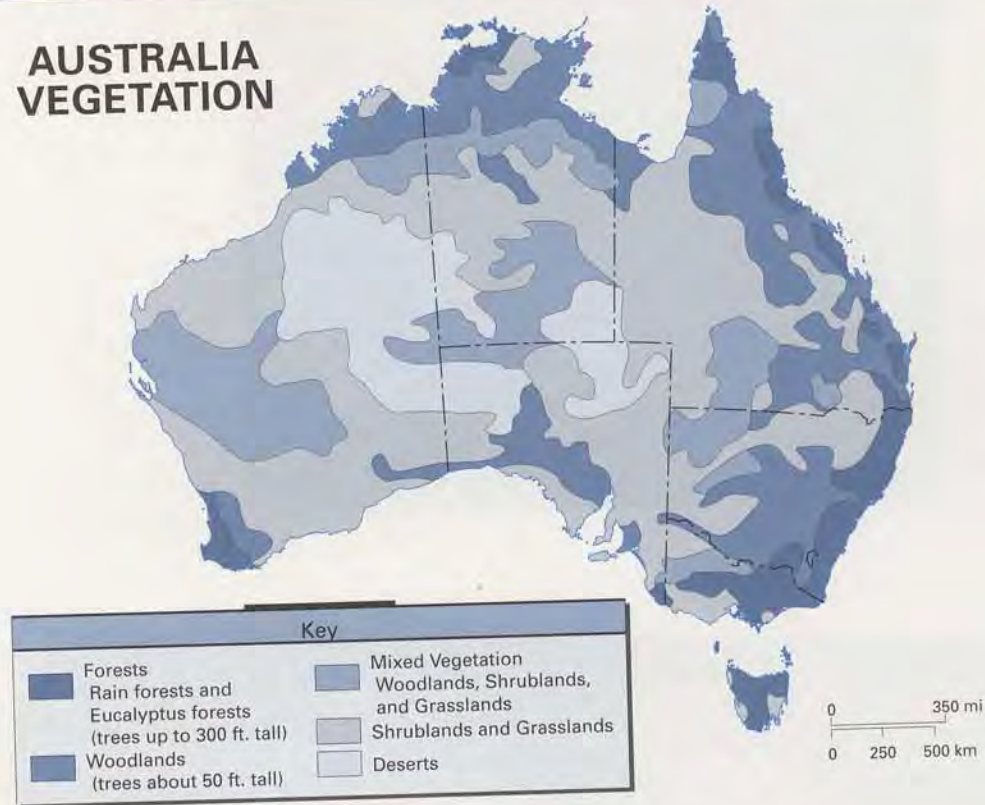 AUSTRALIA
VEGETATION
Key
Forests
Rain forests and
Eucalyptus forests
(trees up to 300 ft. tall)
Woodlands
(trees about 50 ft. tall)
Mixed Vegetation
Woodlands, Shrublands,
and Grasslands
Shrublands and Grasslands
Deserts
0 350 mi
0 250 500 km